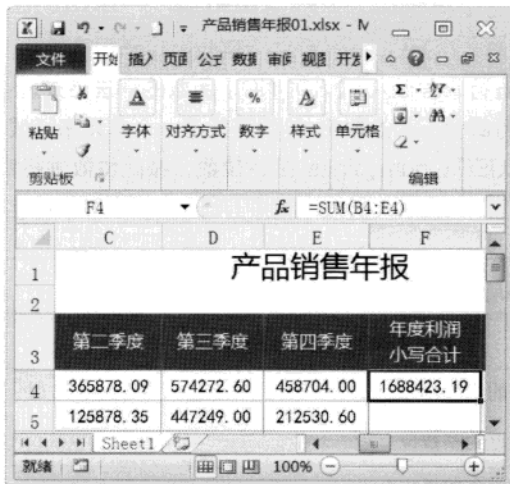 产品销售年报01.xlsx - M
文件 开始 插入 页面 公式 数据 审阅 视图 开发
粘贴 字体 对齐方式 数字 样式 单元格
剪贴板 编辑
F4 fx =SUM(B4:E4)
C D E F
1 产品销售年报
2
3 第二季度 第三季度 第四季度 年度利润
小写合计
4 365878.09 574272.60 458704.00 1688423.19
5 125878.35 447249.00 212530.60
Sheet1
就绪 100%